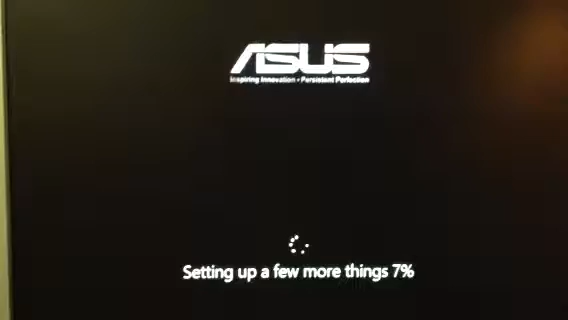 ASUS
Inspiring Innovation • Persistent Perfection
Setting up a few more things 7%